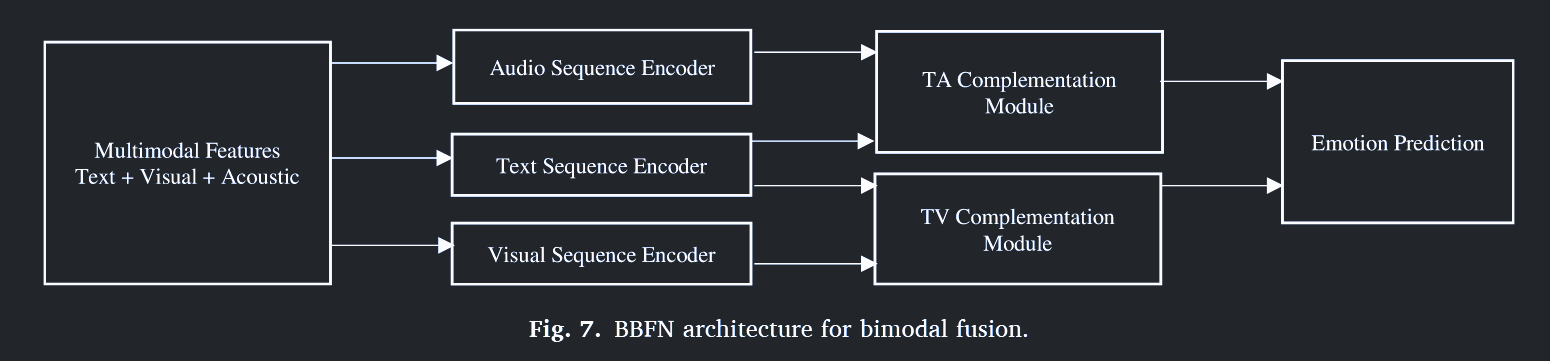 Multimodal Features
Text + Visual + Acoustic
Audio Sequence Encoder
Text Sequence Encoder
Visual Sequence Encoder
TA Complementation
Module
TV Complementation
Module
Emotion Prediction
Fig. 7. BBFN architecture for bimodal fusion.